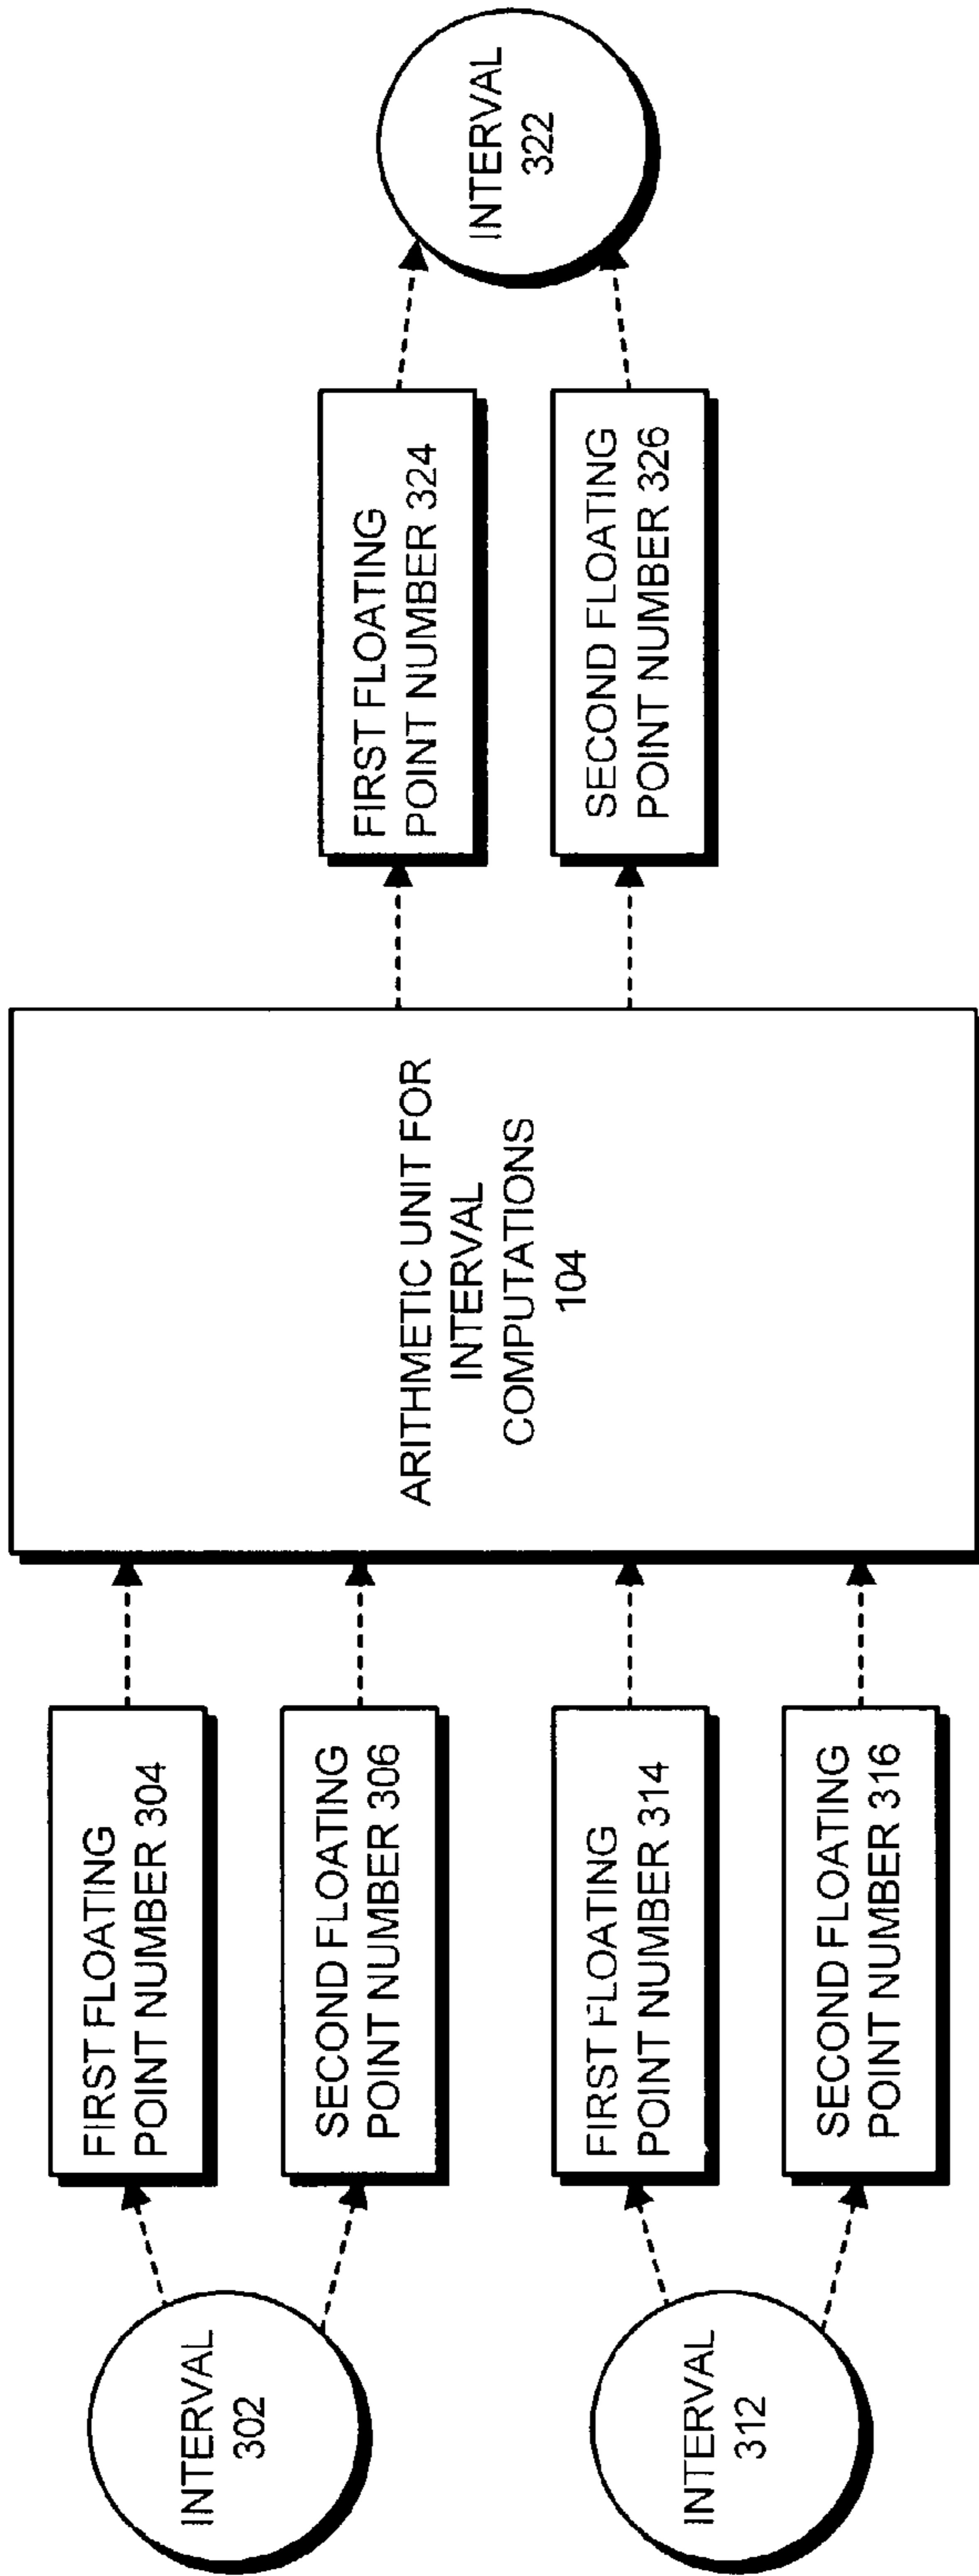 INTERVAL
302
FIRST FLOATING
POINT NUMBER 304
SECOND FLOATING
POINT NUMBER 306
INTERVAL
312
FIRST FLOATING
POINT NUMBER 314
SECOND FLOATING
POINT NUMBER 316
ARITHMETIC UNIT FOR
INTERVAL
COMPUTATIONS
104
FIRST FLOATING
POINT NUMBER 324
SECOND FLOATING
POINT NUMBER 326
INTERVAL
322